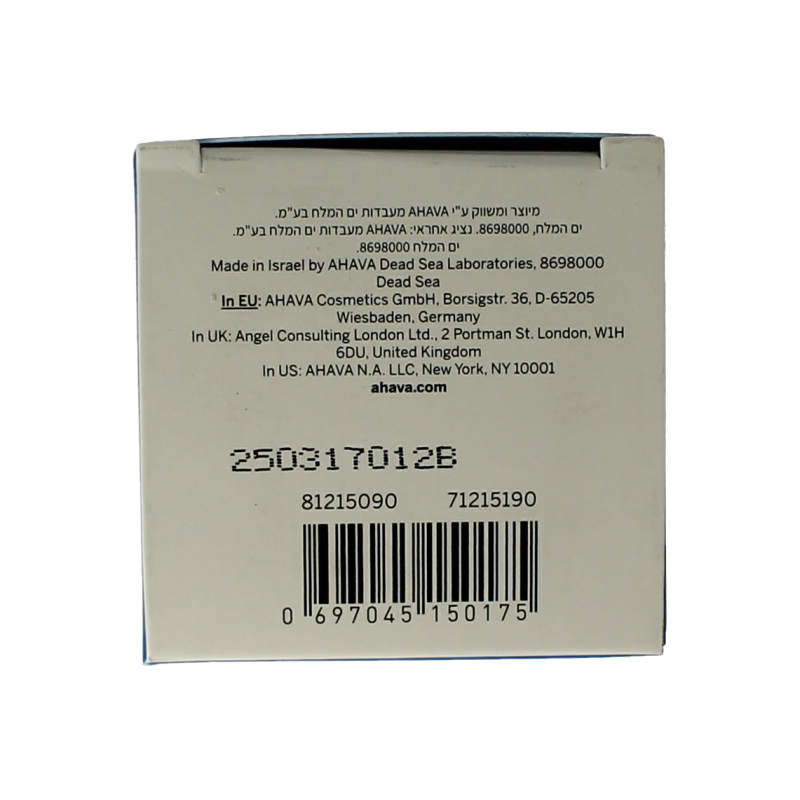 מיוצר ומשווק ע"י AHAVA מעבדות ים המלח בע"מ.
ים המלח, 8698000. נציג אחראי: AHAVA מעבדות ים המלח בע"מ.
ים המלח 8698000.
Made in Israel by AHAVA Dead Sea Laboratories, 8698000
Dead Sea
In EU: AHAVA Cosmetics GmbH, Borsigstr. 36, D-65205
Wiesbaden, Germany
In UK: Angel Consulting London Ltd., 2 Portman St. London, W1H
6DU, United Kingdom
In US: AHAVA N.A. LLC, New York, NY 10001
ahava.com
250317012B
81215090 71215190
0 697045 150175